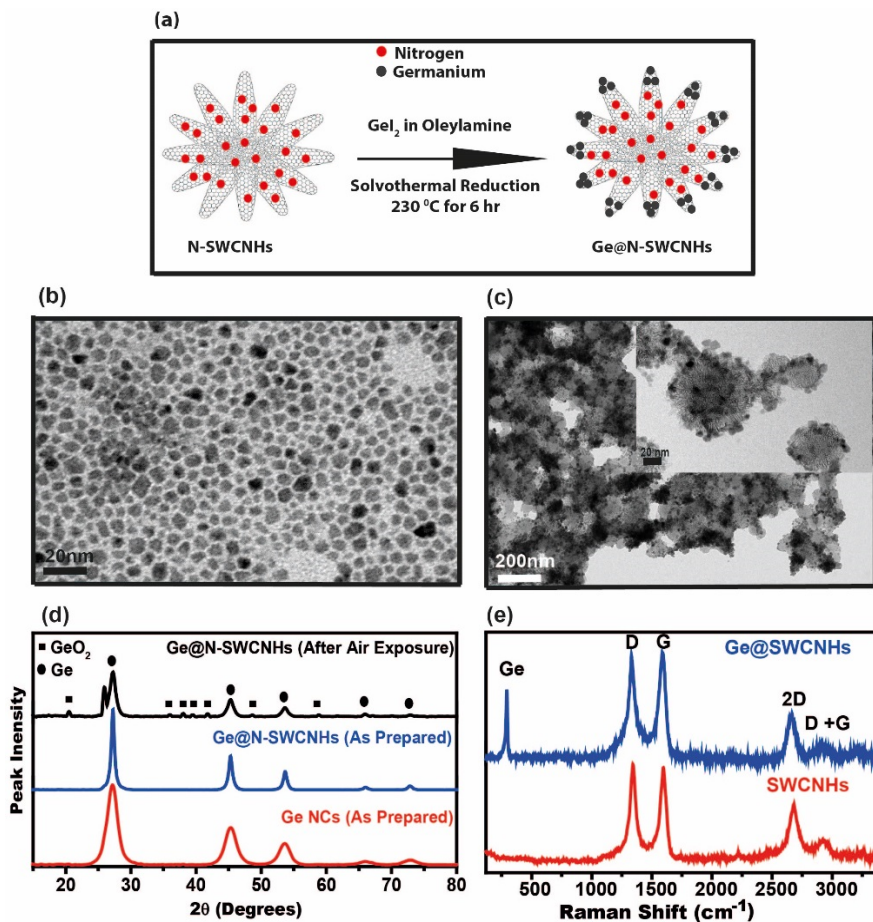 (a)
Nitrogen
Germanium
GeI₂ in Oleylamine
Solvothermal Reduction
230 ⁰C for 6 hr
N-SWCNHs
Ge@N-SWCNHs
(b)
20nm
(c)
20 nm
200nm
(d)
GeO₂
Ge@N-SWCNHs (After Air Exposure)
Ge
Ge@N-SWCNHs (As Prepared)
Ge NCs (As Prepared)
Peak Inensity
20 30 40 50 60 70 80
2θ (Degrees)
(e)
Ge@SWCNHs
D G
Ge
2D
D +G
SWCNHs
500 1000 1500 2000 2500 3000
Raman Shift (cm⁻¹)